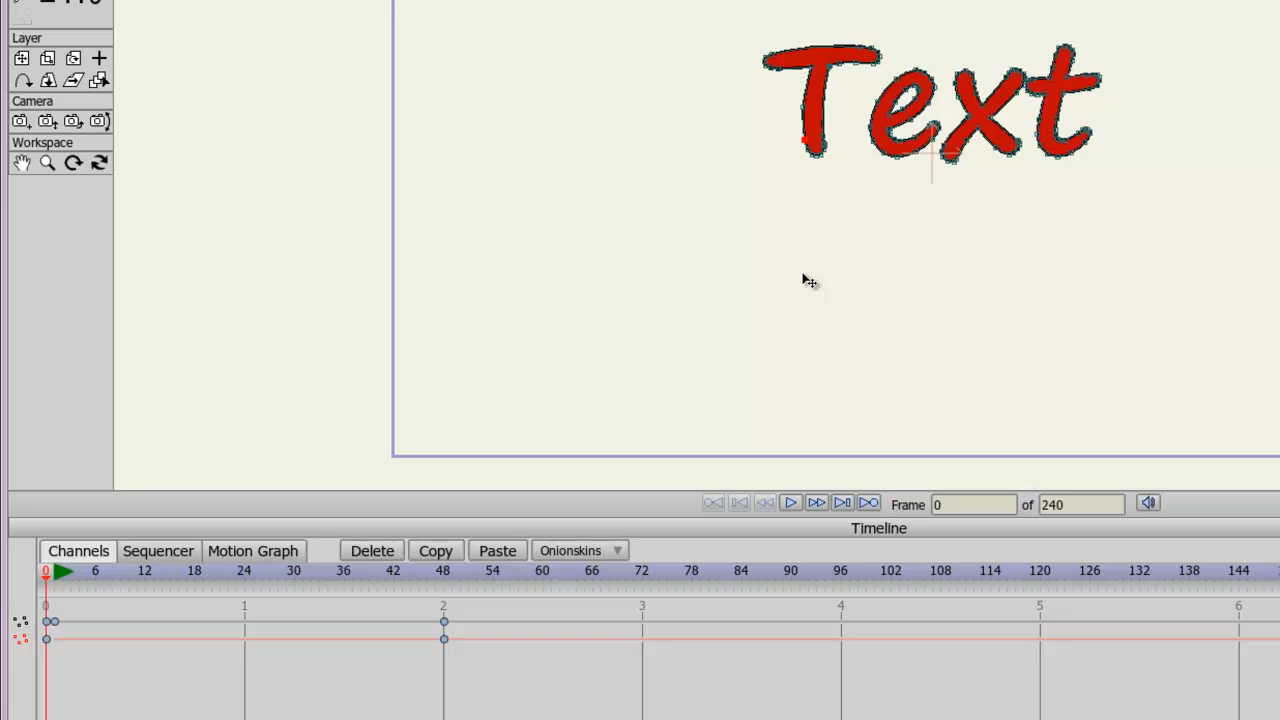 Layer
Camera
Workspace
Text
Frame 0 of 240
Timeline
Channels Sequencer Motion Graph Delete Copy Paste Onionskins
0 6 12 18 24 30 36 42 48 54 60 66 72 78 84 90 96 102 108 114 120 126 132 138 144
0 1 2 3 4 5 6